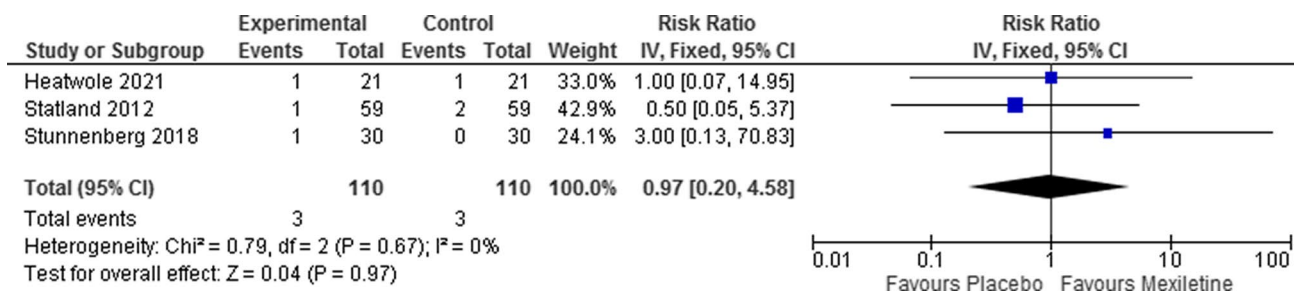 Experimental Control Risk Ratio Risk Ratio
Study or Subgroup Events Total Events Total Weight IV, Fixed, 95% CI IV, Fixed, 95% CI
Heatwole 2021 1 21 1 21 33.0% 1.00 [0.07, 14.95]
Statland 2012 1 59 2 59 42.9% 0.50 [0.05, 5.37]
Stunnenberg 2018 1 30 0 30 24.1% 3.00 [0.13, 70.83]
Total (95% CI) 110 110 100.0% 0.97 [0.20, 4.58]
Total events 3 3
Heterogeneity: Chi² = 0.79, df = 2 (P = 0.67); I² = 0%
Test for overall effect: Z = 0.04 (P = 0.97)
0.01 0.1 1 10 100
Favours Placebo Favours Mexiletine